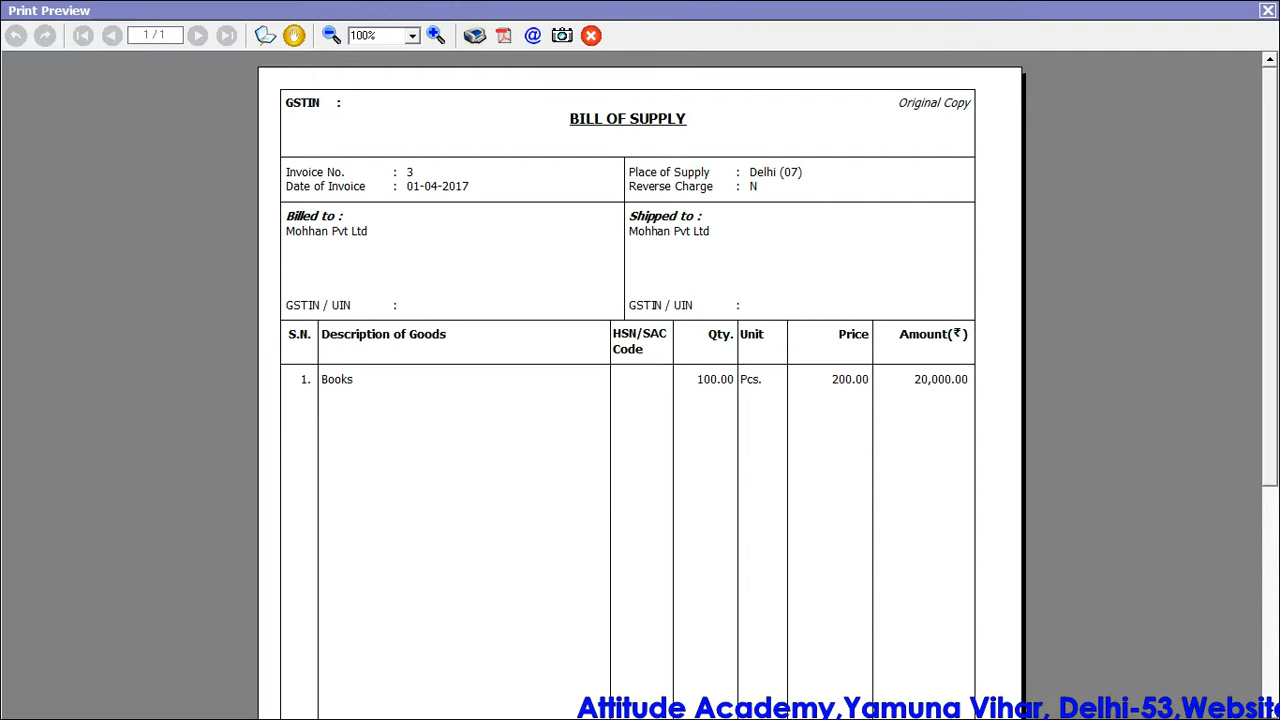 Print Preview
1 / 1
100%
GSTIN :
Original Copy
BILL OF SUPPLY
Invoice No. : 3
Date of Invoice : 01-04-2017
Place of Supply : Delhi (07)
Reverse Charge : N
Billed to :
Mohhan Pvt Ltd
GSTIN / UIN :
Shipped to :
Mohhan Pvt Ltd
GSTIN / UIN :
S.N. Description of Goods HSN/SAC Code Qty. Unit Price Amount(₹)
1. Books 100.00 Pcs. 200.00 20,000.00
Attitude Academy,Yamuna Vihar, Delhi-53,Websit